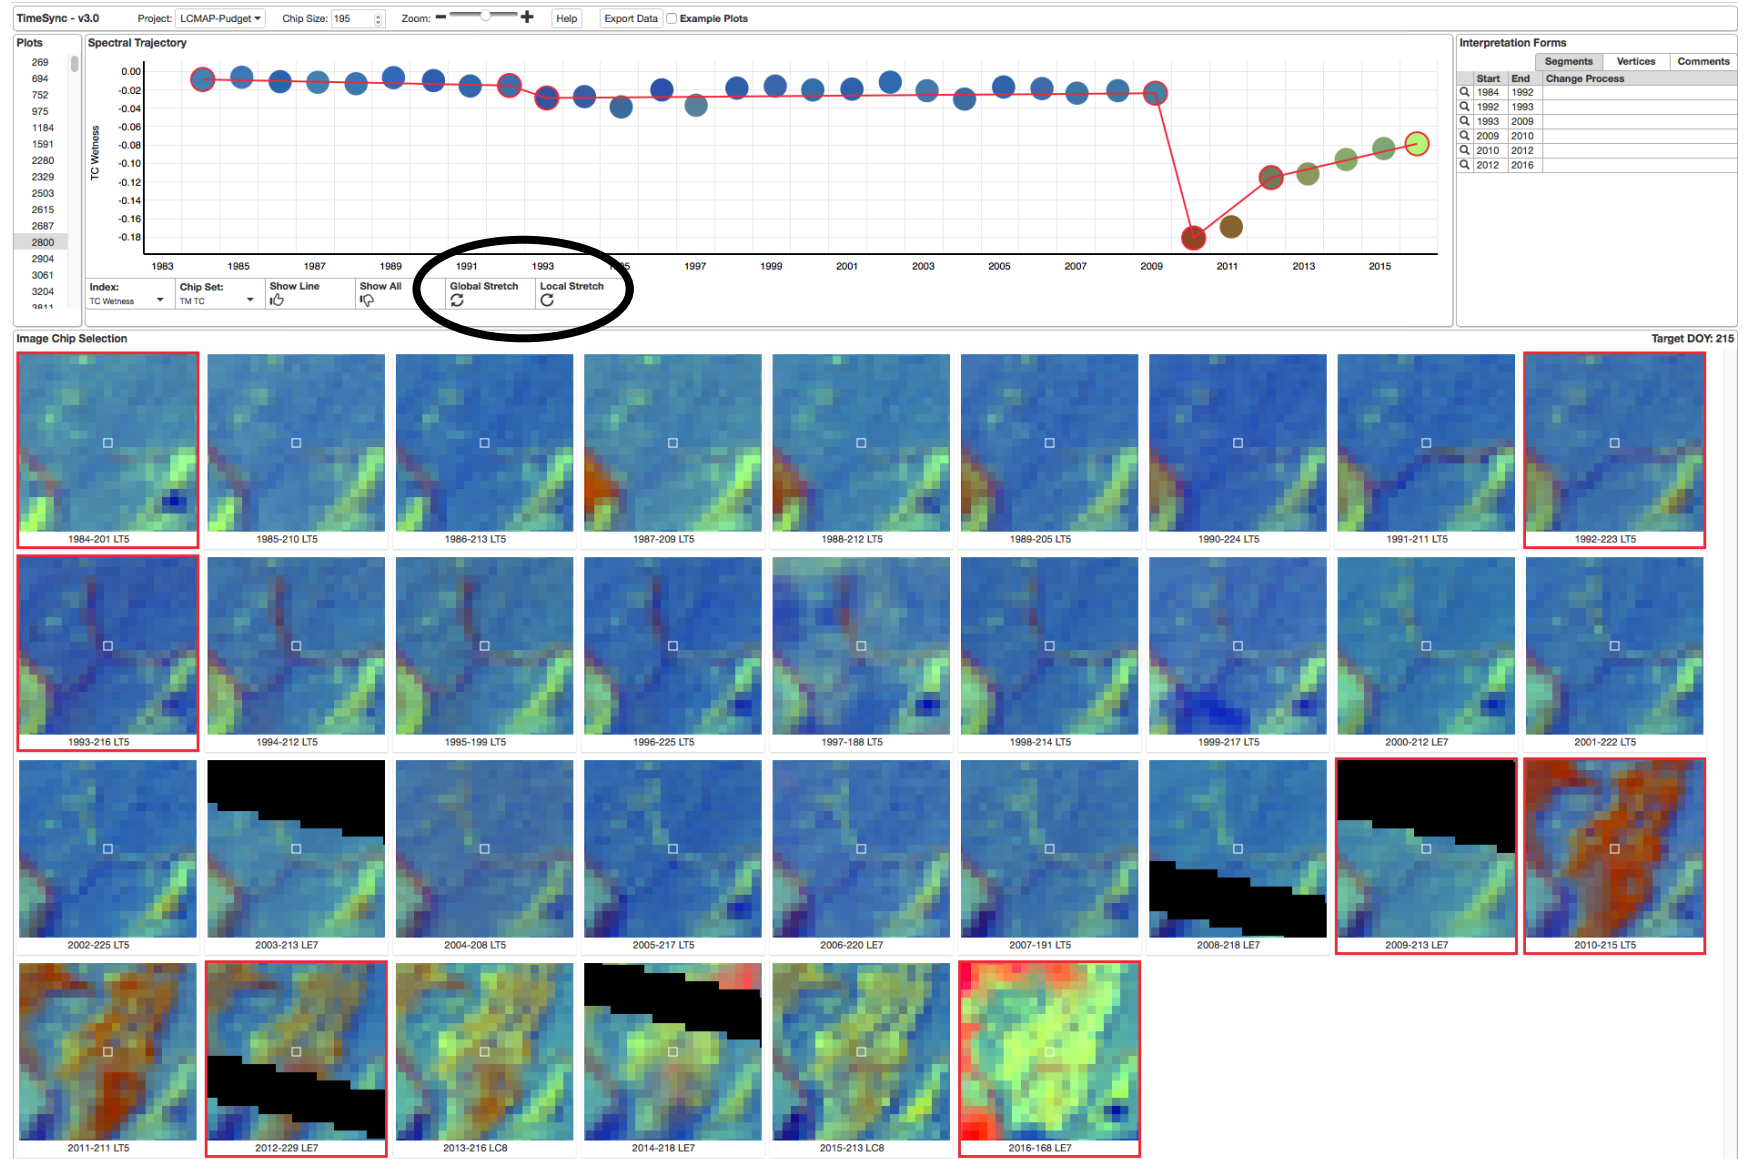 TimeSync - v3.0 Project: LCMAP-Pudget Chip Size: 195 Zoom: Help Export Data Example Plots
Plots
269
694
752
975
1184
1591
2280
2329
2503
2615
2687
2800
2904
3061
3204
3811
Spectral Trajectory
TC Wetness
0.00
-0.02
-0.04
-0.06
-0.08
-0.10
-0.12
-0.14
-0.16
-0.18
1983 1985 1987 1989 1991 1993 1995 1997 1999 2001 2003 2005 2007 2009 2011 2013 2015
Index: Chip Set: Show Line Show All Global Stretch Local Stretch
TC Wetness TM TC
Interpretation Forms
Segments Vertices Comments
Start End Change Process
1984 1992
1992 1993
1993 2009
2009 2010
2010 2012
2012 2016
Image Chip Selection Target DOY: 215
1984-201 LT5 1985-210 LT5 1986-213 LT5 1987-209 LT5 1988-212 LT5 1989-205 LT5 1990-224 LT5 1991-211 LT5 1992-223 LT5
1993-216 LT5 1994-212 LT5 1995-199 LT5 1996-225 LT5 1997-188 LT5 1998-214 LT5 1999-217 LT5 2000-212 LE7 2001-222 LT5
2002-225 LT5 2003-213 LE7 2004-208 LT5 2005-217 LT5 2006-220 LE7 2007-191 LT5 2008-218 LE7 2009-213 LE7 2010-215 LT5
2011-211 LT5 2012-229 LE7 2013-216 LC8 2014-218 LE7 2015-213 LC8 2016-168 LE7